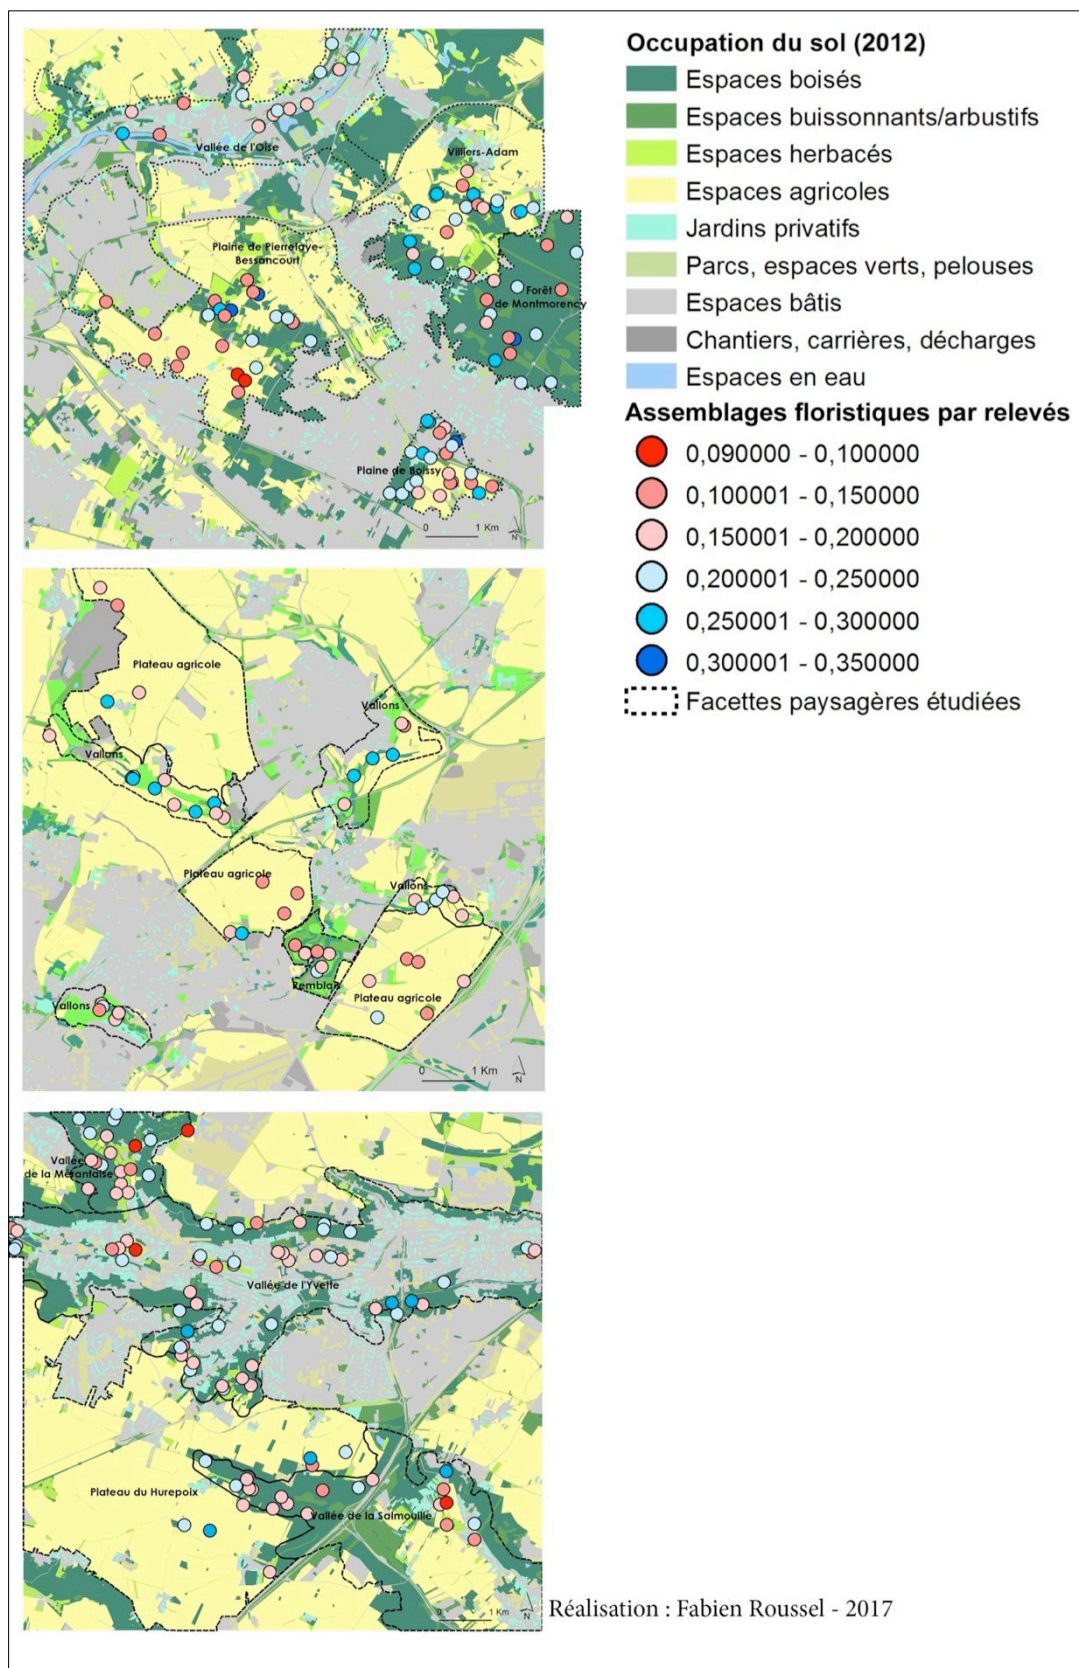 Vallée de l'Oise
Villiers-Adam
Plaine de Pierrelaye-
Bessancourt
Forêt
de Montmorency
Plaine de Boissy
0 1 Km
N
Plateau agricole
Vallons
Vallons
Plateau agricole
Vallons
Remblais
Plateau agricole
Vallons
0 1 Km
N
Vallée
de la Mérantaise
Vallée de l'Yvette
Plateau du Hurepoix
Vallée de la Salmouille
0 1 Km
N
Occupation du sol (2012)
Espaces boisés
Espaces buissonnants/arbustifs
Espaces herbacés
Espaces agricoles
Jardins privatifs
Parcs, espaces verts, pelouses
Espaces bâtis
Chantiers, carrières, décharges
Espaces en eau
Assemblages floristiques par relevés
0,090000 - 0,100000
0,100001 - 0,150000
0,150001 - 0,200000
0,200001 - 0,250000
0,250001 - 0,300000
0,300001 - 0,350000
Facettes paysagères étudiées
Réalisation : Fabien Roussel - 2017